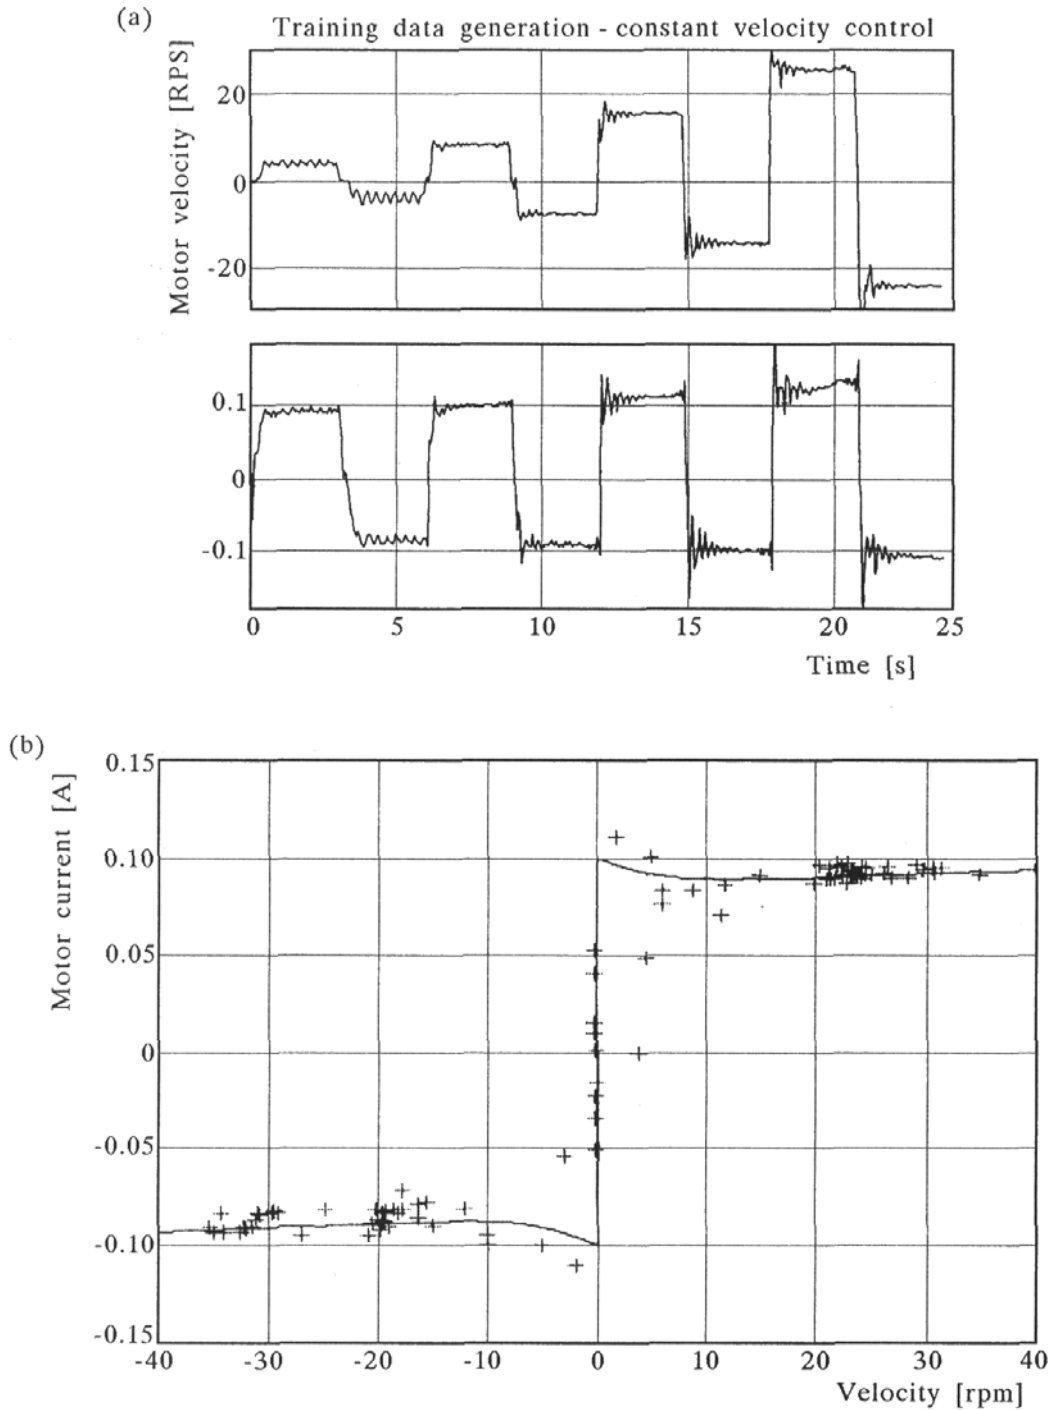 (a)
Training data generation - constant velocity control
Motor velocity [RPS]
20
0
-20
0.1
0
-0.1
0 5 10 15 20 25
Time [s]
(b)
Motor current [A]
0.15
0.10
0.05
0
-0.05
-0.10
-0.15
-40 -30 -20 -10 0 10 20 30 40
Velocity [rpm]